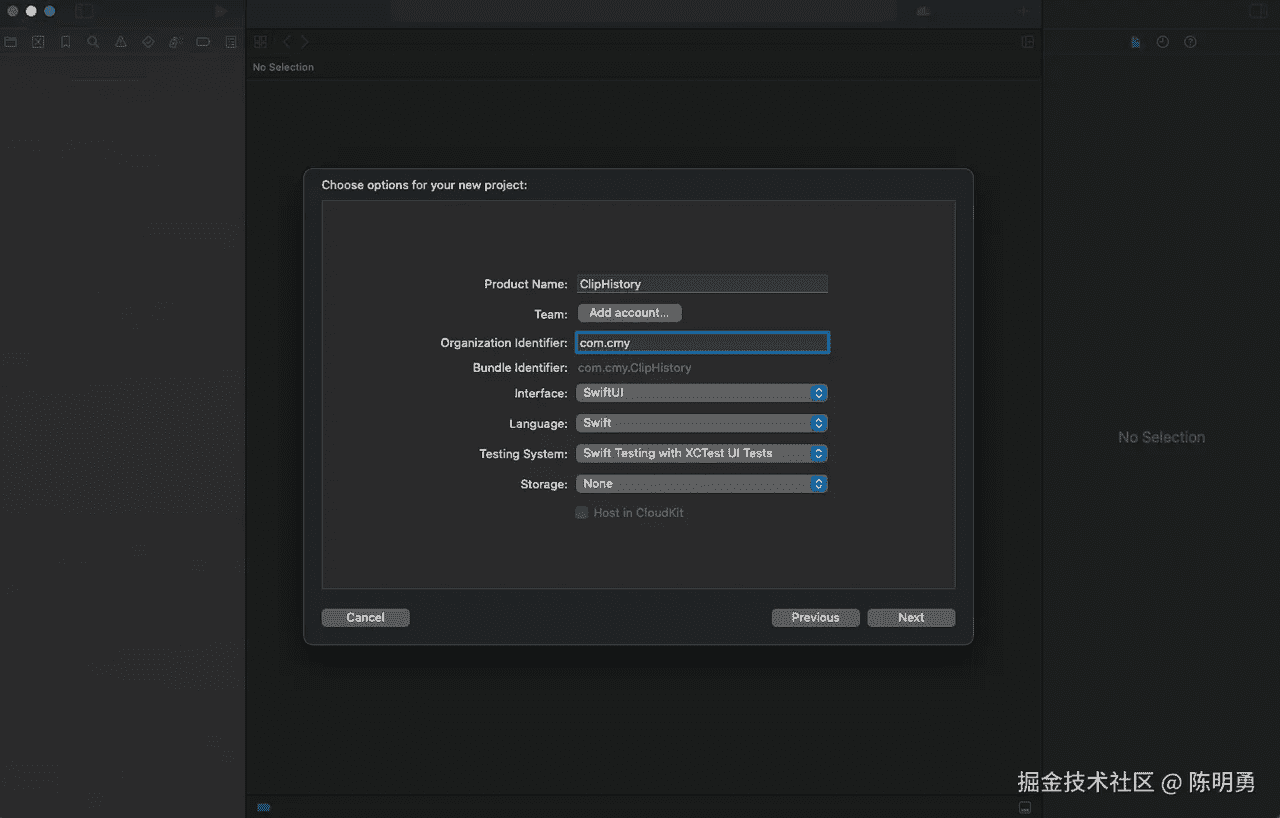 No Selection
Choose options for your new project:
Product Name: ClipHistory
Team: Add account...
Organization Identifier: com.cmy
Bundle Identifier: com.cmy.ClipHistory
Interface: SwiftUI
Language: Swift
Testing System: Swift Testing with XCTest UI Tests
No Selection
Storage: None
Host in CloudKit
Cancel Previous Next
掘金技术社区 @ 陈明勇